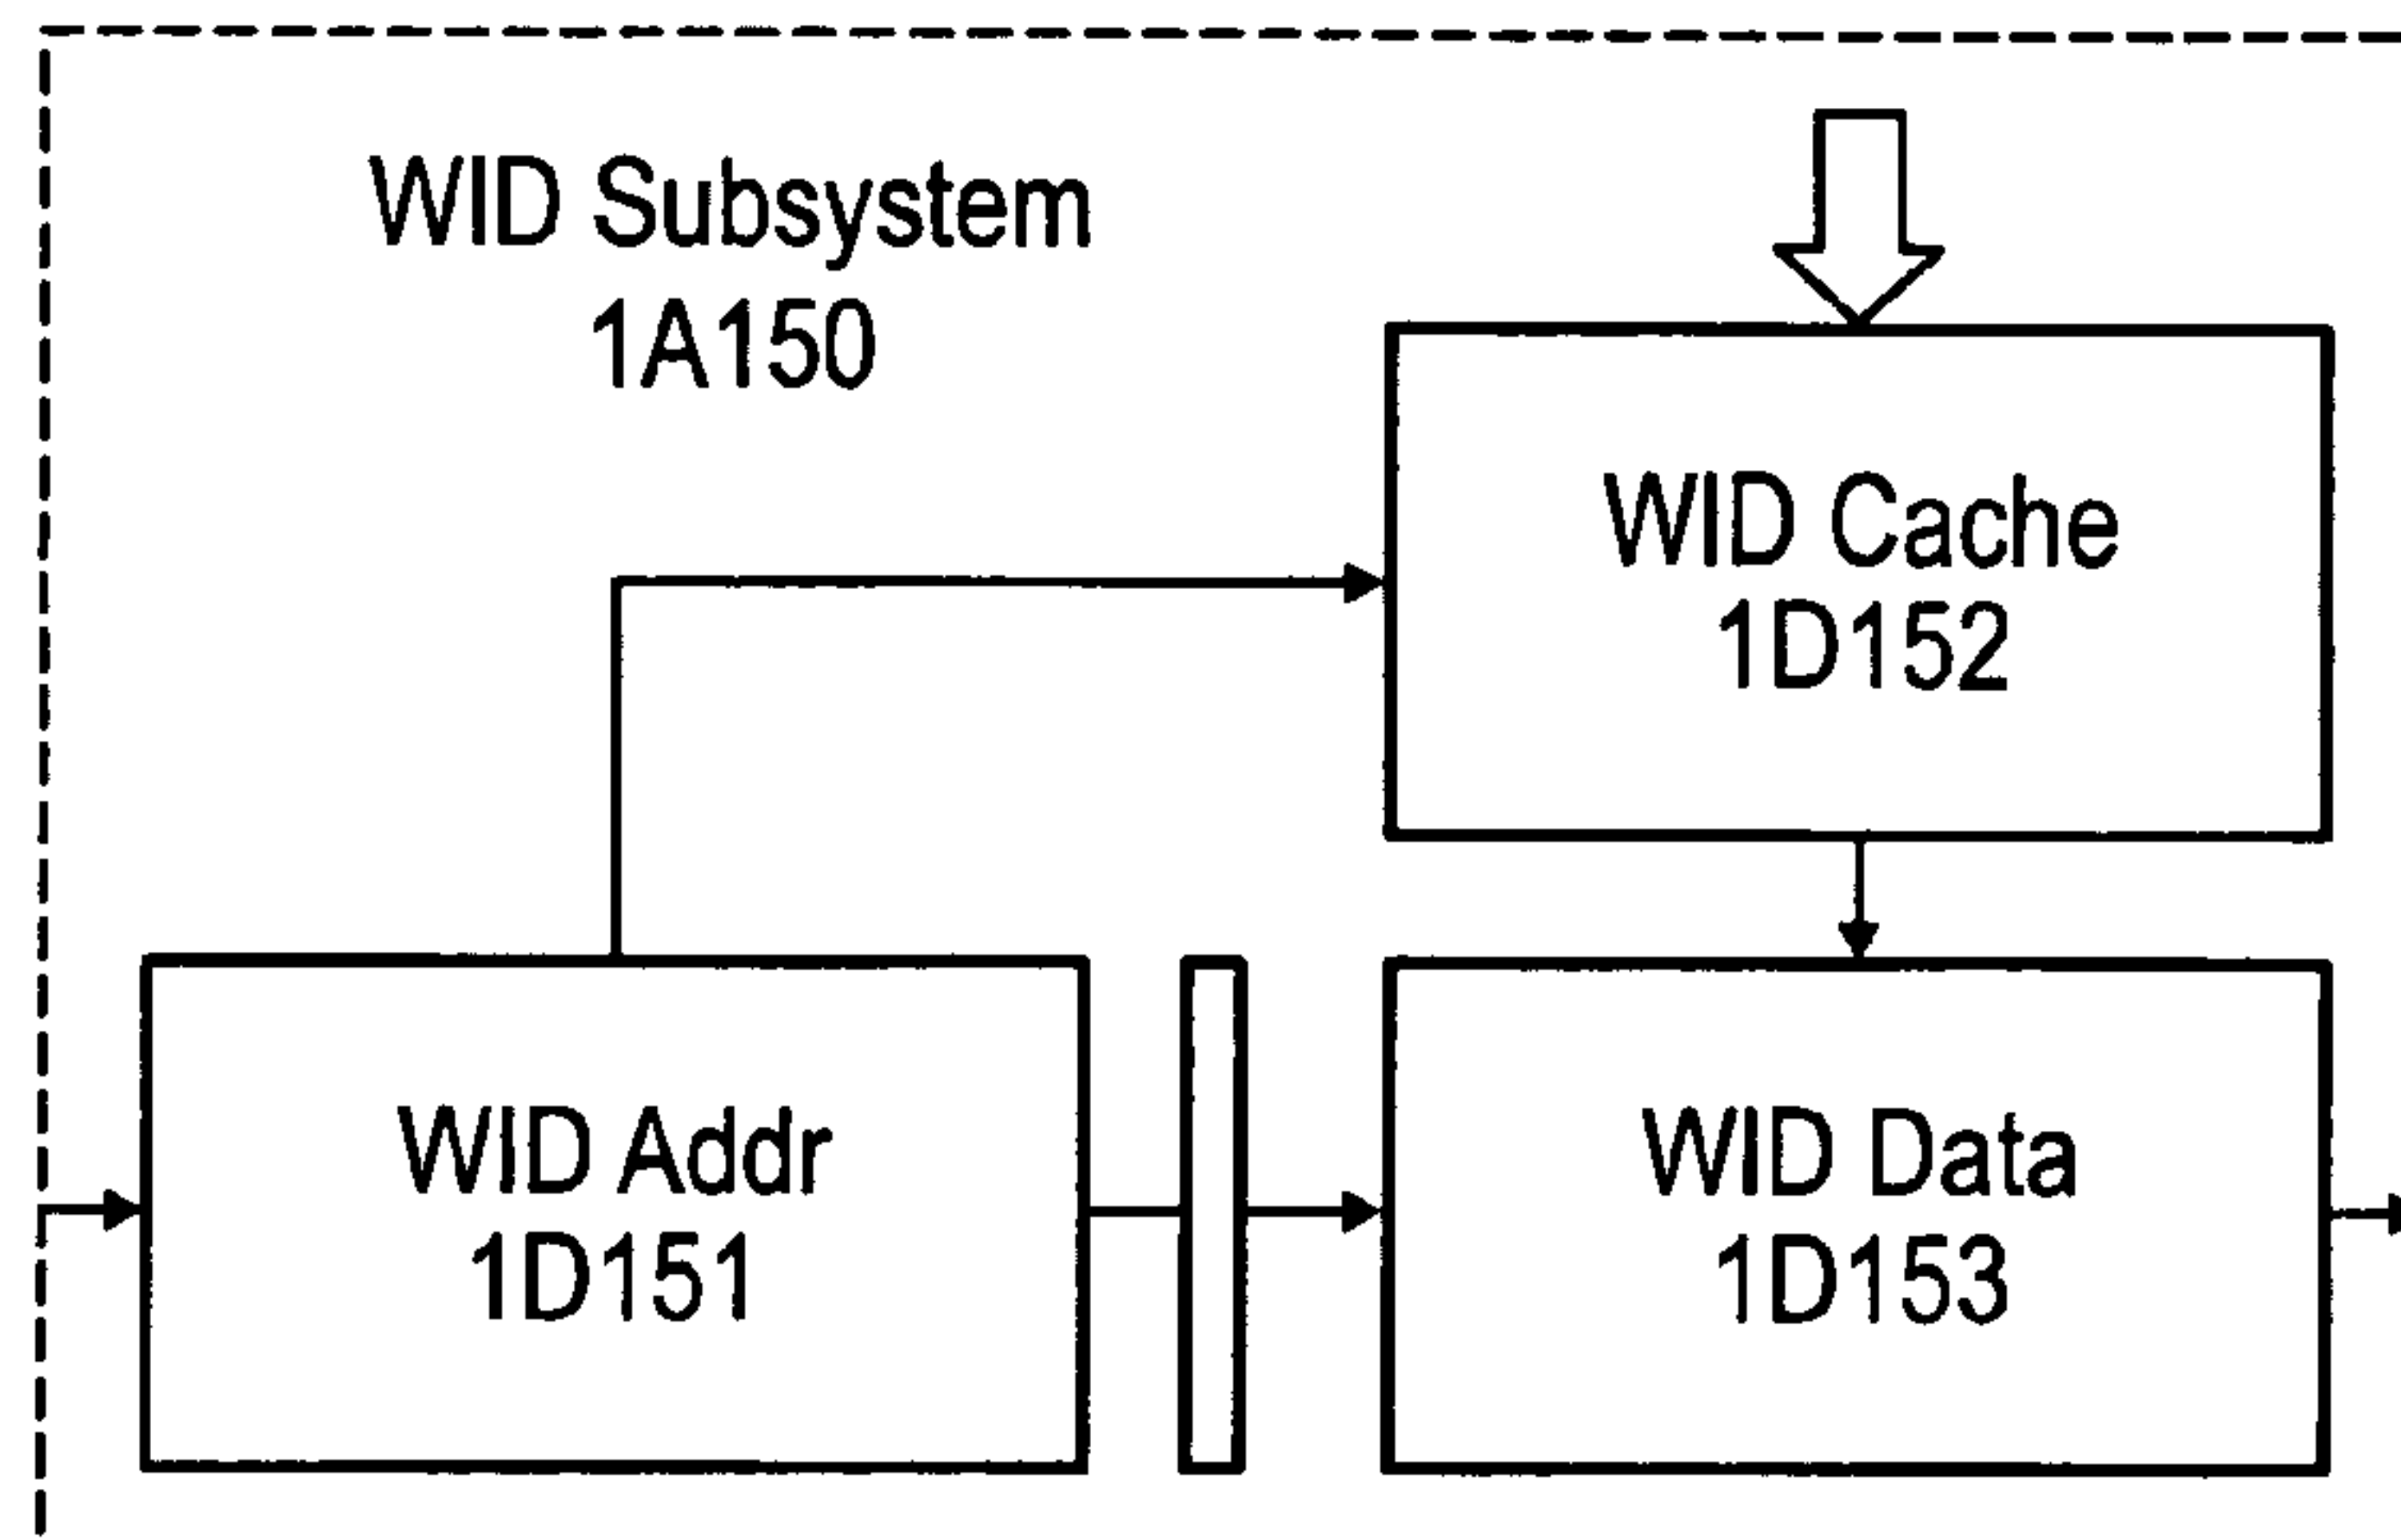 WID Subsystem
1A150
WID Cache
1D152
WID Addr
1D151
WID Data
1D153